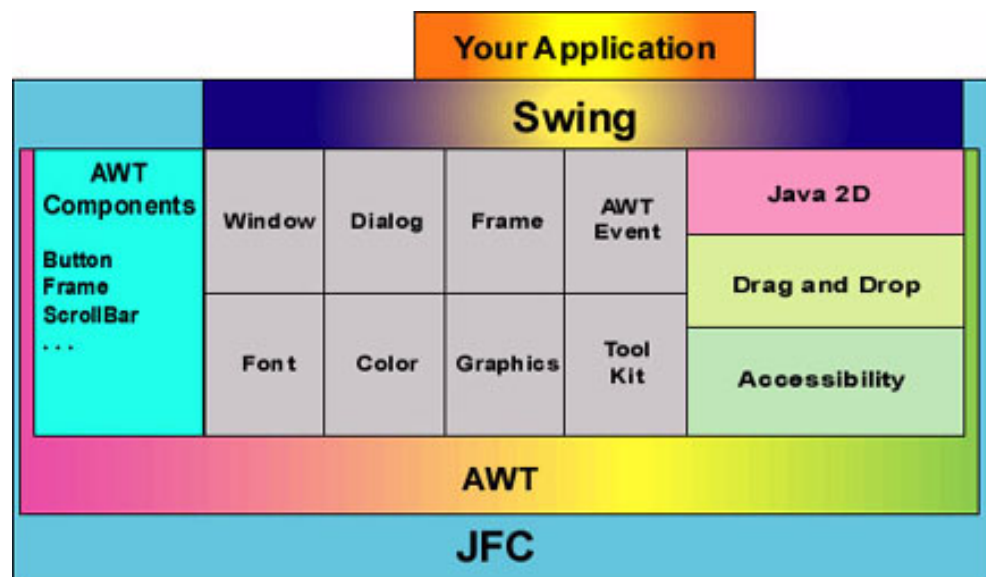 Your Application
Swing
AWT
Components
Button
Frame
ScrollBar
. . .
Window
Dialog
Frame
AWT
Event
Font
Color
Graphics
Tool
Kit
Java 2D
Drag and Drop
Accessibility
AWT
JFC